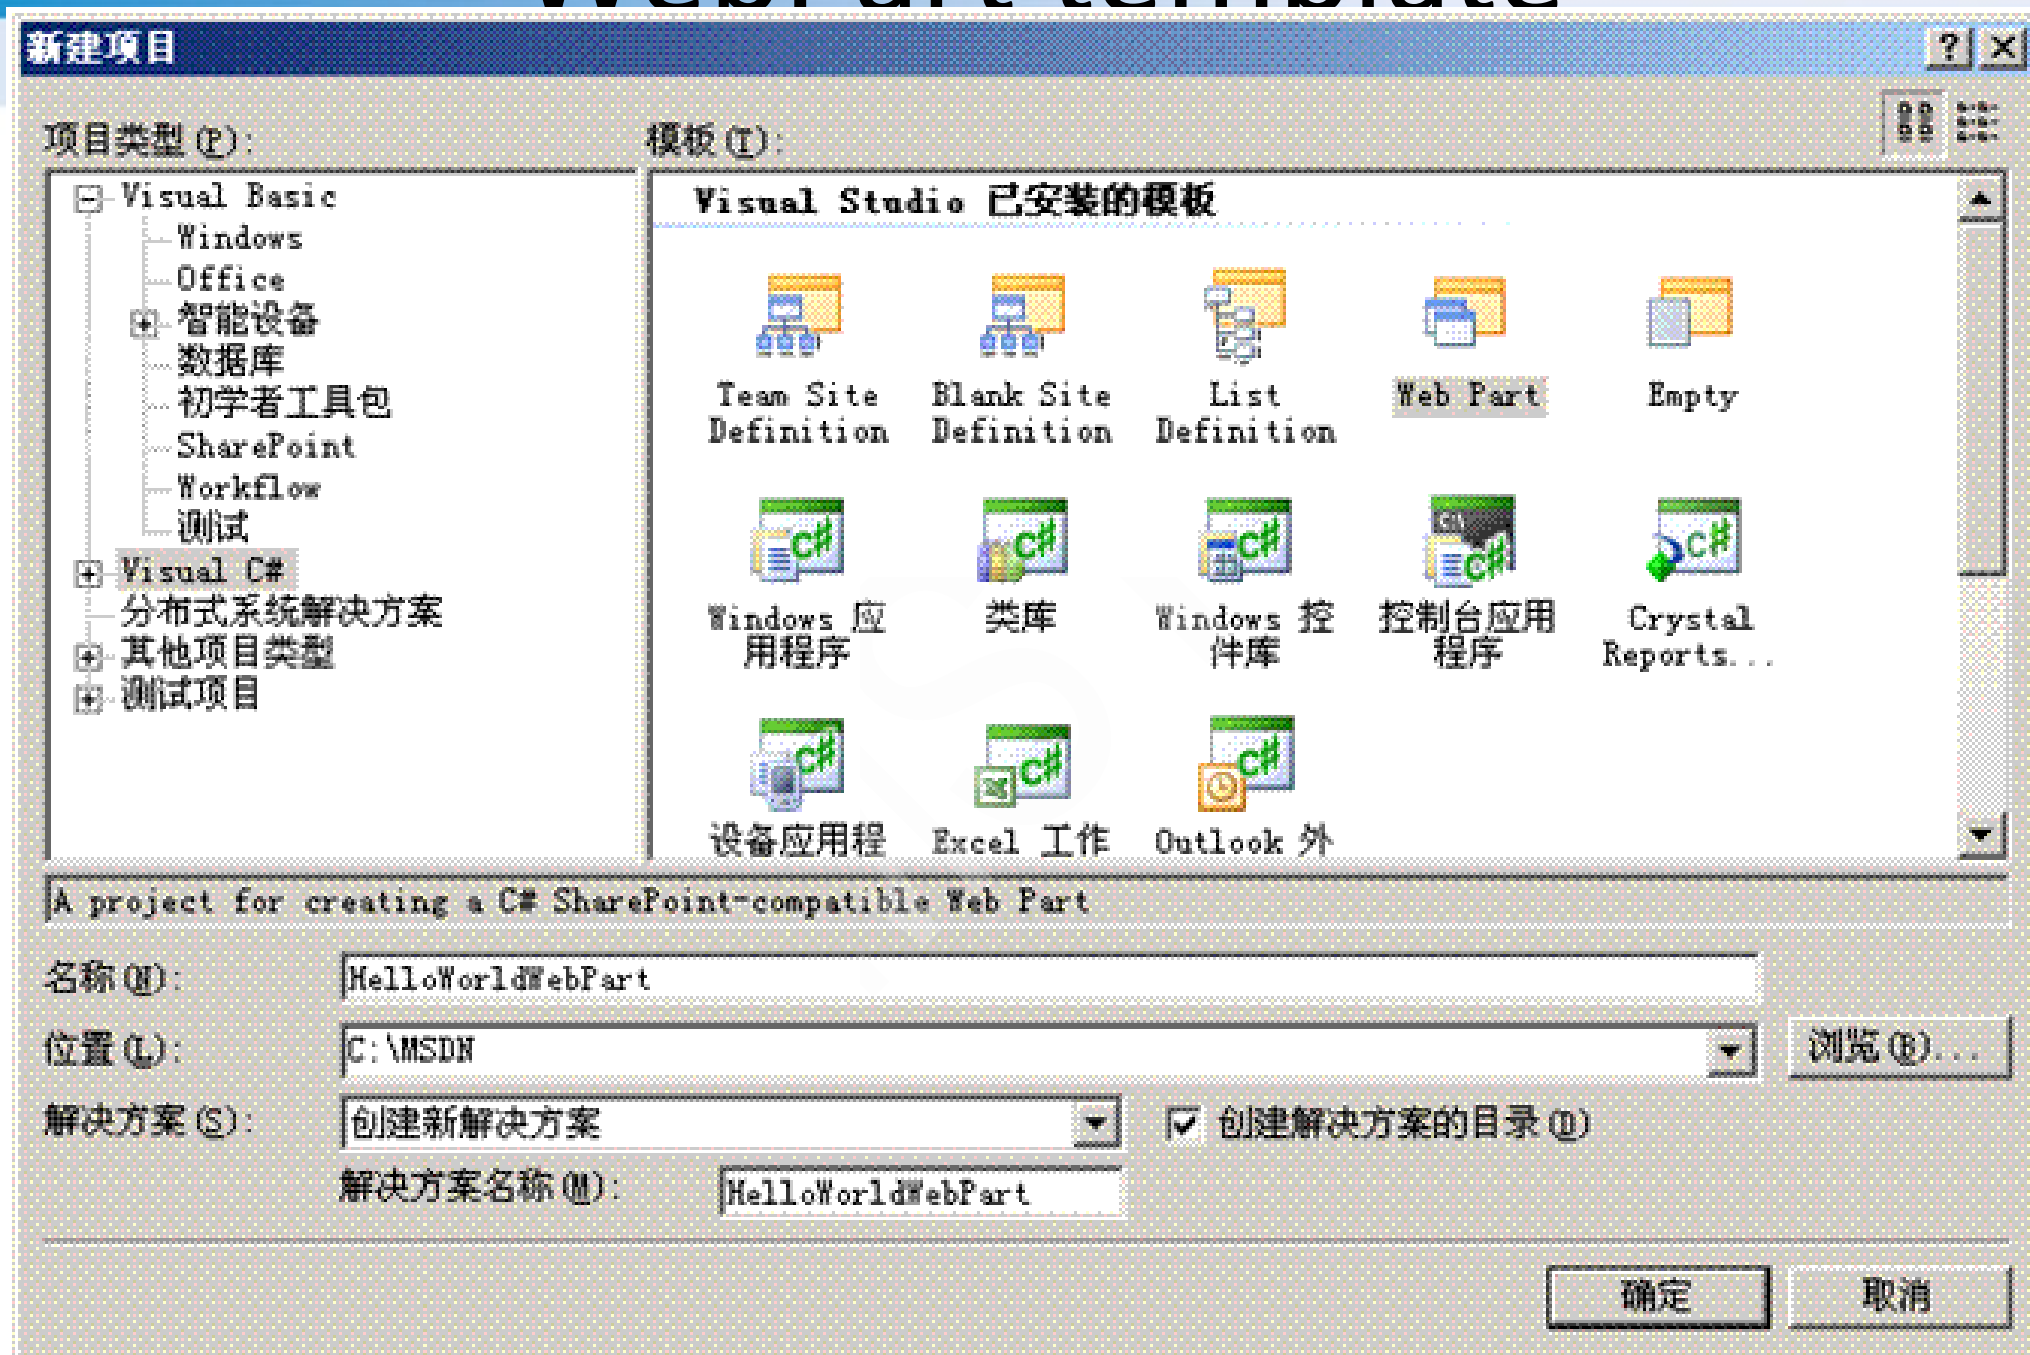 WebPart template
新建项目
项目类型(P):
模板(T):
Visual Basic
Windows
Office
智能设备
数据库
初学者工具包
SharePoint
Workflow
测试
Visual C#
分布式系统解决方案
其他项目类型
测试项目
Visual Studio 已安装的模板
Team Site
Definition
Blank Site
Definition
List
Definition
Web Part
Empty
Windows 应
用程序
类库
Windows 控
件库
控制台应用
程序
Crystal
Reports...
设备应用程
Excel 工作
Outlook 外
A project for creating a C# SharePoint-compatible Web Part
名称(N):
HelloWorldWebPart
位置(L):
C:\MSDN
浏览(B)...
解决方案(S):
创建新解决方案
创建解决方案的目录(D)
解决方案名称(M):
HelloWorldWebPart
确定
取消